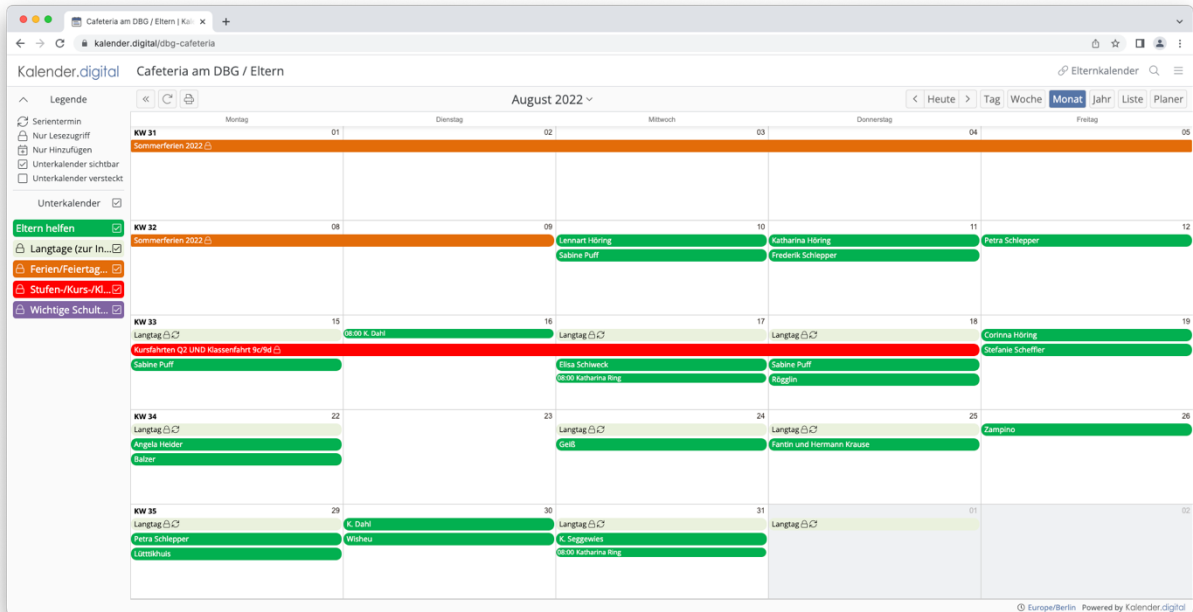 Cafeteria am DBG / Eltern | Kal
kalender.digital/dbg-cafeteria
Kalender.digital
Cafeteria am DBG / Eltern
Elternkalender
Legende
August 2022
Heute
Tag
Woche
Monat
Jahr
Liste
Planer
Serientermin
Nur Lesezugriff
Nur Hinzufügen
Unterkalender sichtbar
Unterkalender versteckt
Unterkalender
Eltern helfen
Langtage (zur In...
Ferien/Feiertag...
Stufen-/Kurs-/Kl...
Wichtige Schult...
Montag
Dienstag
Mittwoch
Donnerstag
Freitag
KW 31
01
02
03
04
05
Sommerferien 2022
KW 32
08
09
10
11
12
Sommerferien 2022
Lennart Höring
Katharina Höring
Petra Schlepper
Sabine Puff
Frederik Schlepper
KW 33
15
16
17
18
19
Langtag
08:00 K. Dahl
Langtag
Langtag
Corinna Höring
Kursfahrten Q2 UND Klassenfahrt 9c/9d
Stefanie Scheffler
Sabine Puff
Elisa Schiweck
Sabine Puff
08:00 Katharina Ring
Rögglin
KW 34
22
23
24
25
26
Langtag
Langtag
Langtag
Zampino
Angela Heider
Geiß
Fantin und Hermann Krause
Balzer
KW 35
29
30
31
01
02
Langtag
K. Dahl
Langtag
Langtag
Petra Schlepper
Wisheu
K. Seggewies
Lütttikhuis
08:00 Katharina Ring
Europe/Berlin
Powered by Kalender.digital